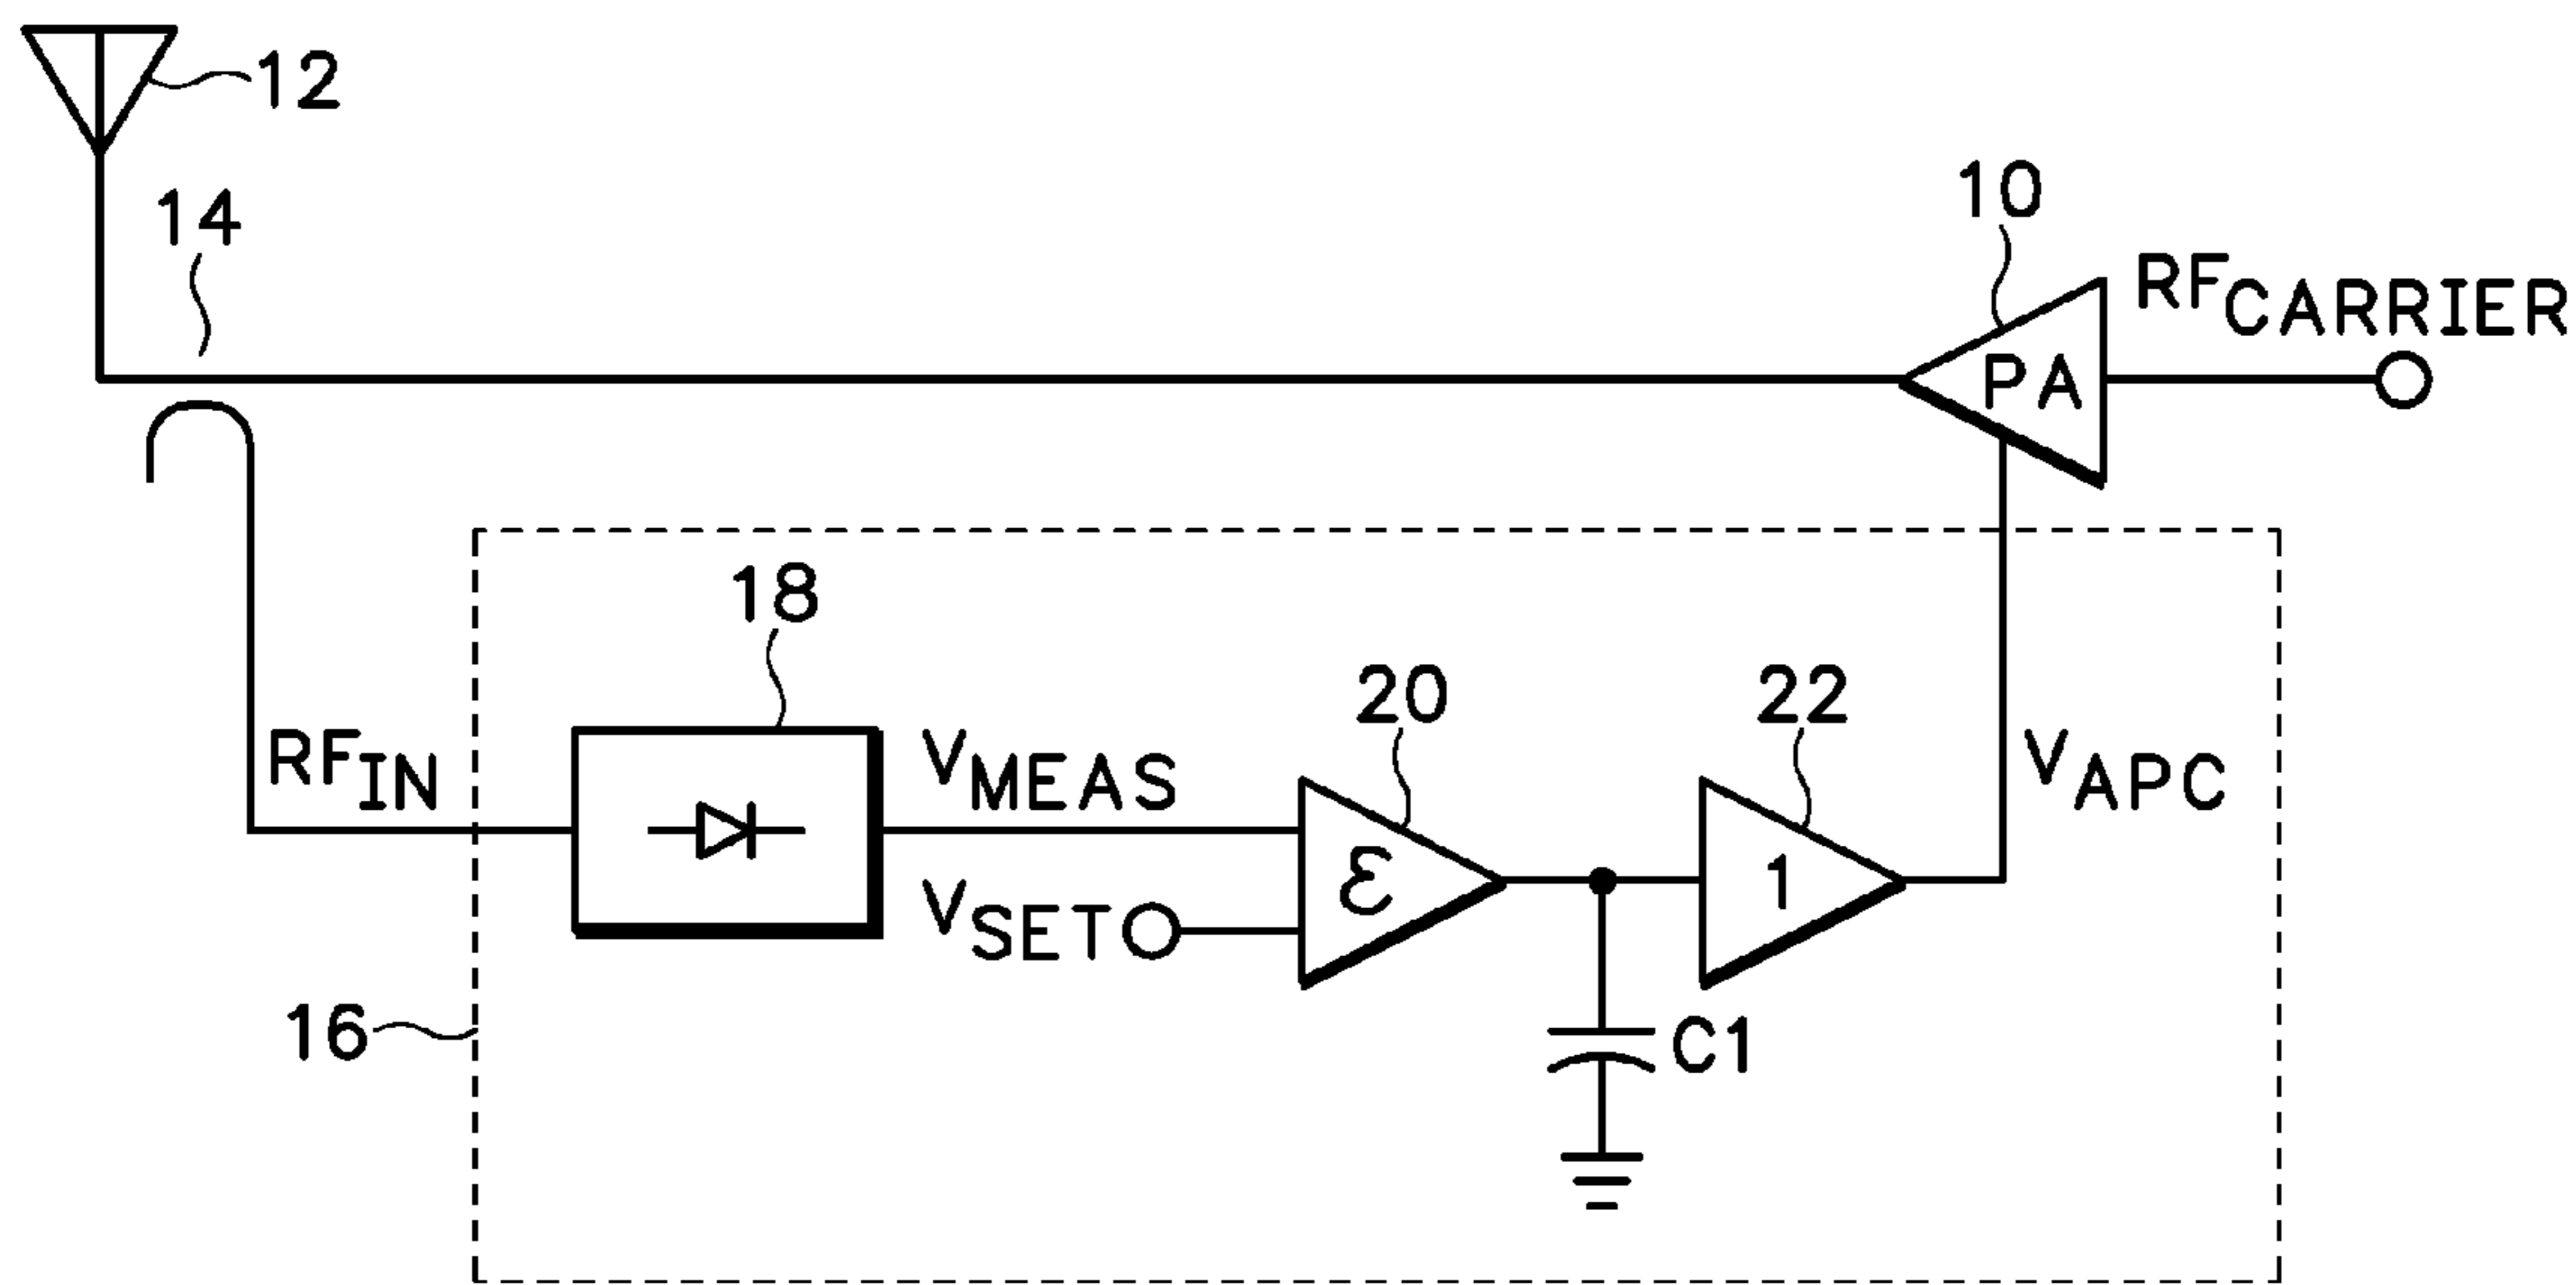 12
14
10
RFCARRIER
PA
18
20
22
RFIN
VMEAS
VAPC
ε
1
VSET
16
C1